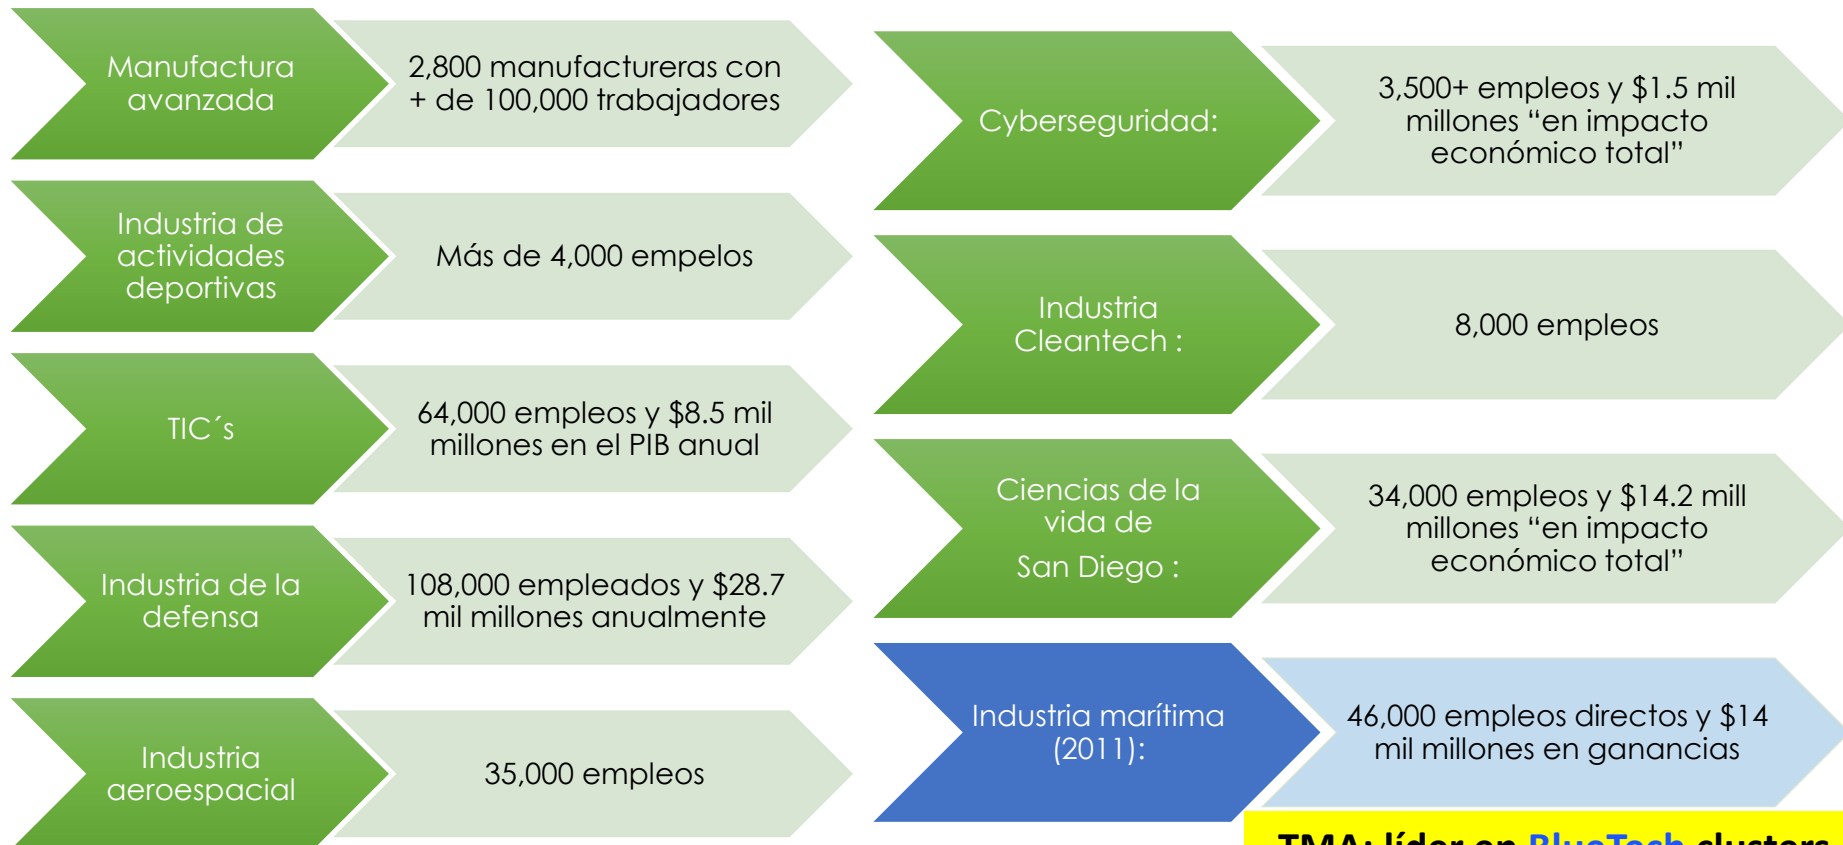 Manufactura
avanzada
2,800 manufactureras con
+ de 100,000 trabajadores
Industria de
actividades
deportivas
Más de 4,000 empelos
TIC´s
64,000 empleos y $8.5 mil
millones en el PIB anual
Industria de la
defensa
108,000 empleados y $28.7
mil millones anualmente
Industria
aeroespacial
35,000 empleos
Cyberseguridad:
3,500+ empleos y $1.5 mil
millones “en impacto
económico total”
Industria
Cleantech :
8,000 empleos
Ciencias de la
vida de
San Diego :
34,000 empleos y $14.2 mill
millones “en impacto
económico total”
Industria marítima
(2011):
46,000 empleos directos y $14
mil millones en ganancias
TMA: líder en BlueTech clusters